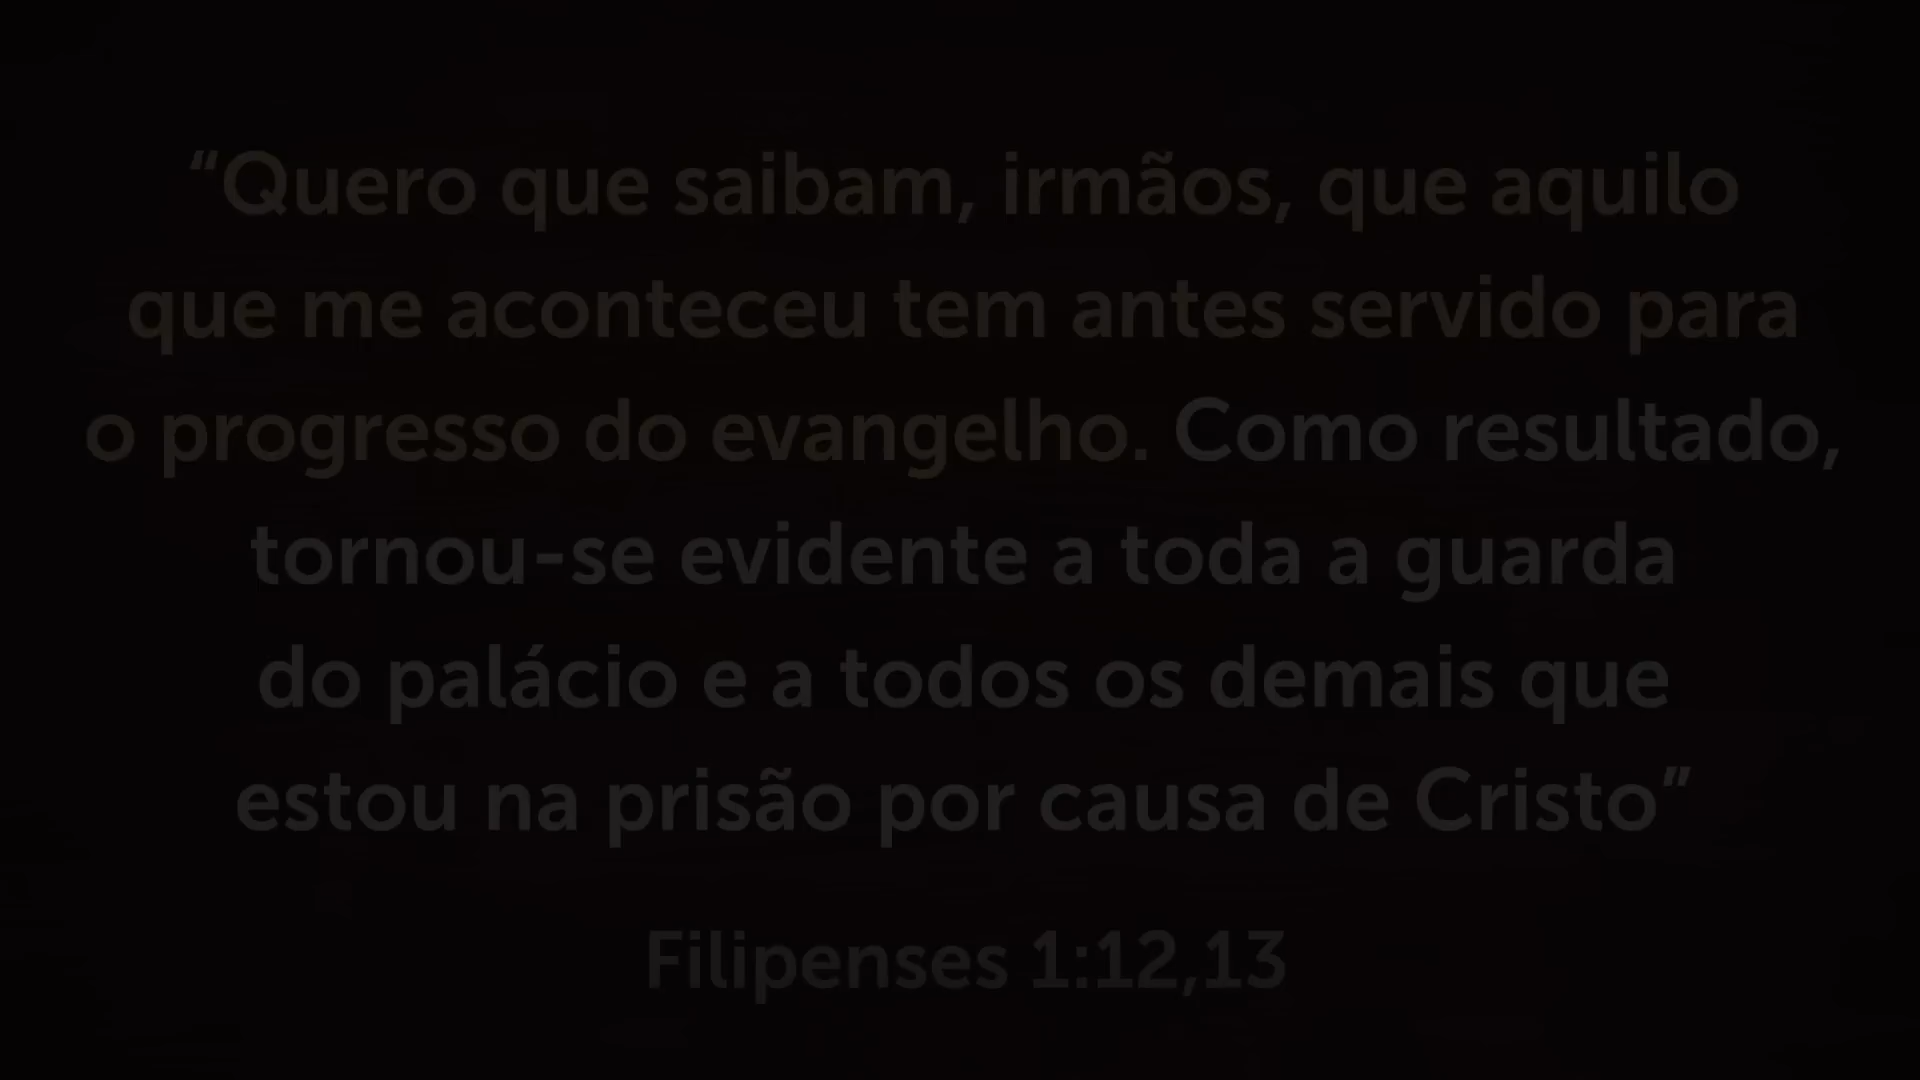 “Quero que saibam, irmãos, que aquilo
que me aconteceu tem antes servido para
o progresso do evangelho. Como resultado,
tornou-se evidente a toda a guarda
do palácio e a todos os demais que
estou na prisão por causa de Cristo”
Filipenses 1:12,13